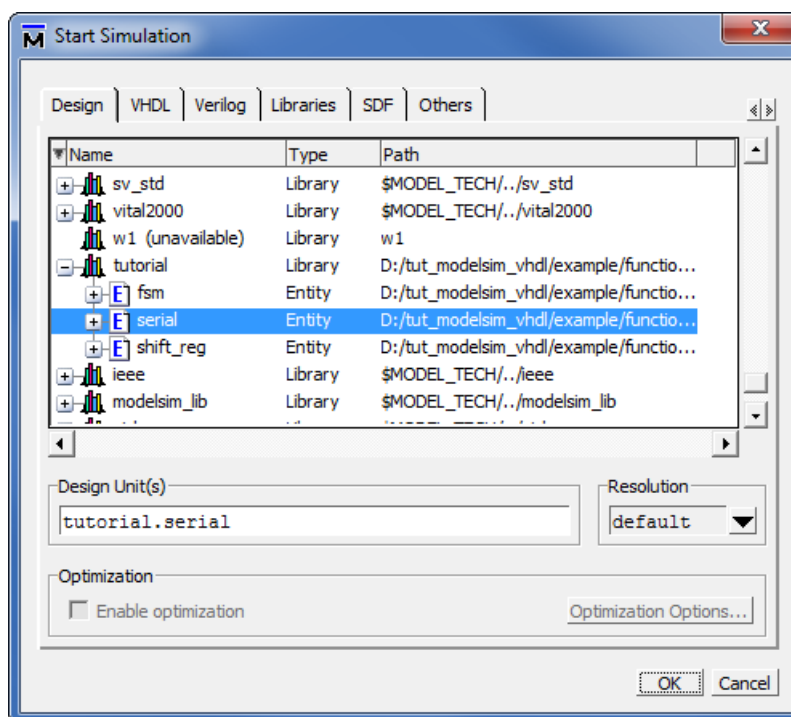 Start Simulation
Design VHDL Verilog Libraries SDF Others
Name Type Path
sv_std Library $MODEL_TECH/../sv_std
vital2000 Library $MODEL_TECH/../vital2000
w1 (unavailable) Library w1
tutorial Library D:/tut_modelsim_vhdl/example/functio...
fsm Entity D:/tut_modelsim_vhdl/example/functio...
serial Entity D:/tut_modelsim_vhdl/example/functio...
shift_reg Entity D:/tut_modelsim_vhdl/example/functio...
ieee Library $MODEL_TECH/../ieee
modelsim_lib Library $MODEL_TECH/../modelsim_lib
Design Unit(s) Resolution
tutorial.serial default
Optimization
Enable optimization Optimization Options...
OK Cancel